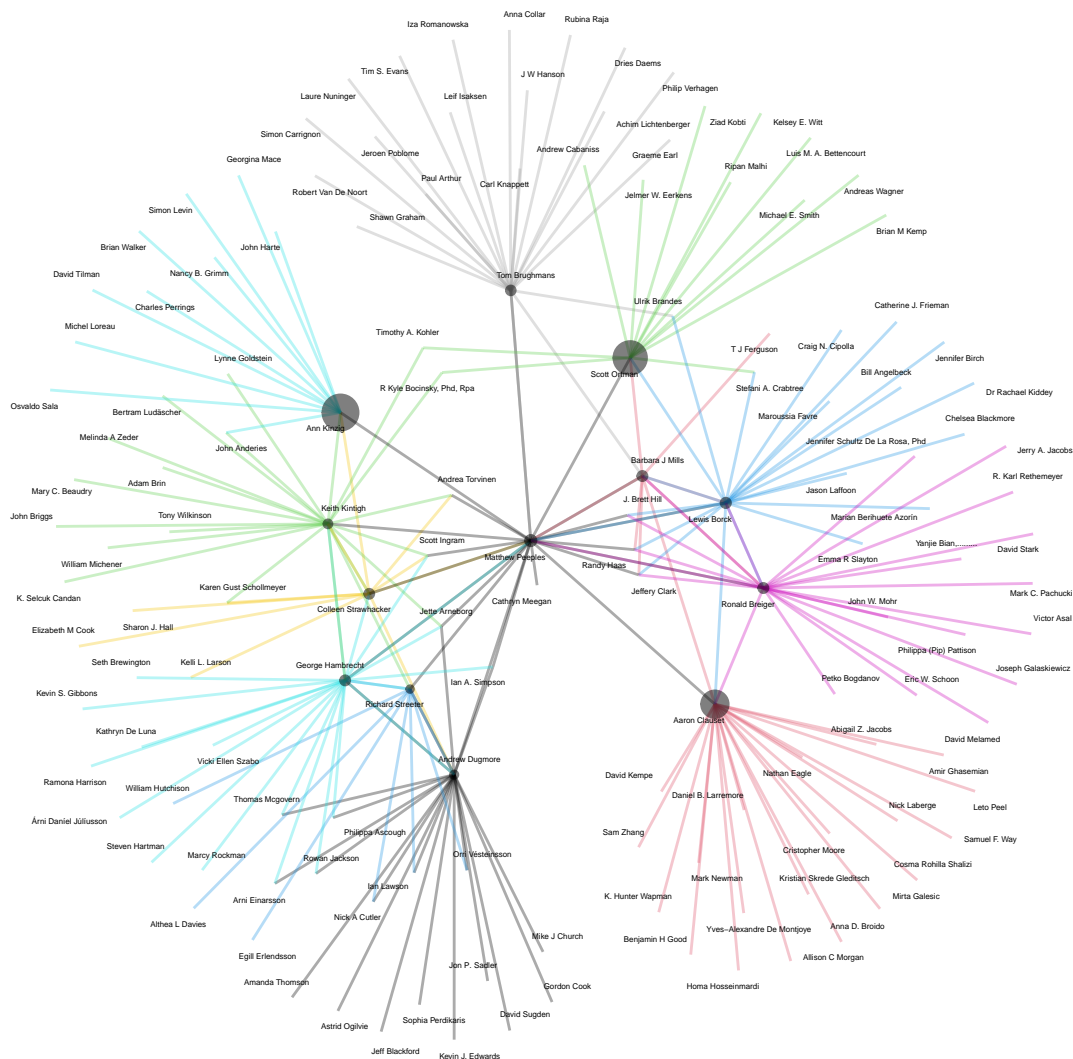 Anna Collar
Rubina Raja
Iza Romanowska
Dries Daems
Tim S. Evans
J W Hanson
Philip Verhagen
Laure Nuninger
Leif Isaksen
Achim Lichtenberger
Ziad Kobti
Kelsey E. Witt
Simon Carrignon
Andrew Cabaniss
Graeme Earl
Luis M. A. Bettencourt
Jeroen Poblome
Georgina Mace
Ripan Malhi
Paul Arthur
Carl Knappett
Robert Van De Noort
Jelmer W. Eerkens
Andreas Wagner
Simon Levin
Shawn Graham
Michael E. Smith
Brian M Kemp
Brian Walker
John Harte
David Tilman
Nancy B. Grimm
Tom Brughmans
Charles Perrings
Ulrik Brandes
Catherine J. Frieman
Michel Loreau
Timothy A. Kohler
T J Ferguson
Craig N. Cipolla
Jennifer Birch
Lynne Goldstein
Scott Ortman
Bill Angelbeck
R Kyle Bocinsky, Phd, Rpa
Stefani A. Crabtree
Dr Rachael Kiddey
Osvaldo Sala
Bertram Ludäscher
Maroussia Favre
Chelsea Blackmore
Ann Kinzig
Melinda A Zeder
John Anderies
Jennifer Schultz De La Rosa, Phd
Jerry A. Jacobs
Barbara J Mills
R. Karl Rethemeyer
Adam Brin
Andrea Torvinen
Mary C. Beaudry
Jason Laffoon
J. Brett Hill
Keith Kintigh
John Briggs
Tony Wilkinson
Lewis Borck
Marian Berihuete Azorín
Scott Ingram
Yanjie Bian,..........
David Stark
Matthew Peeples
Emma R Slayton
William Michener
Randy Haas
Karen Gust Schollmeyer
Cathryn Meegan
Jeffery Clark
Mark C. Pachucki
K. Selcuk Candan
Colleen Strawhacker
Ronald Breiger
John W. Mohr
Jette Arneborg
Elizabeth M Cook
Sharon J. Hall
Victor Asal
Philippa (Pip) Pattison
Seth Brewington
Kelli L. Larson
George Hambrecht
Joseph Galaskiewicz
Petko Bogdanov
Ian A. Simpson
Eric W. Schoon
Kevin S. Gibbons
Richard Streeter
Aaron Clauset
Kathryn De Luna
Abigail Z. Jacobs
David Melamed
Vicki Ellen Szabo
Andrew Dugmore
Ramona Harrison
David Kempe
Nathan Eagle
Amir Ghasemian
William Hutchison
Thomas Mcgovern
Daniel B. Larremore
Nick Laberge
Leto Peel
Árni Daníel Júlíusson
Philippa Ascough
Sam Zhang
Samuel F. Way
Steven Hartman
Marcy Rockman
Rowan Jackson
Orri Vésteinsson
Cristopher Moore
Cosma Rohilla Shalizi
Mark Newman
Kristian Skrede Gleditsch
Ian Lawson
K. Hunter Wapman
Mirta Galesic
Arni Einarsson
Nick A Cutler
Althea L Davies
Yves−Alexandre De Montjoye
Anna D. Broido
Mike J Church
Benjamin H Good
Egill Erlendsson
Allison C Morgan
Jon P. Sadler
Amanda Thomson
Gordon Cook
Homa Hosseinmardi
Sophia Perdikaris
David Sugden
Astrid Ogilvie
Jeff Blackford
Kevin J. Edwards